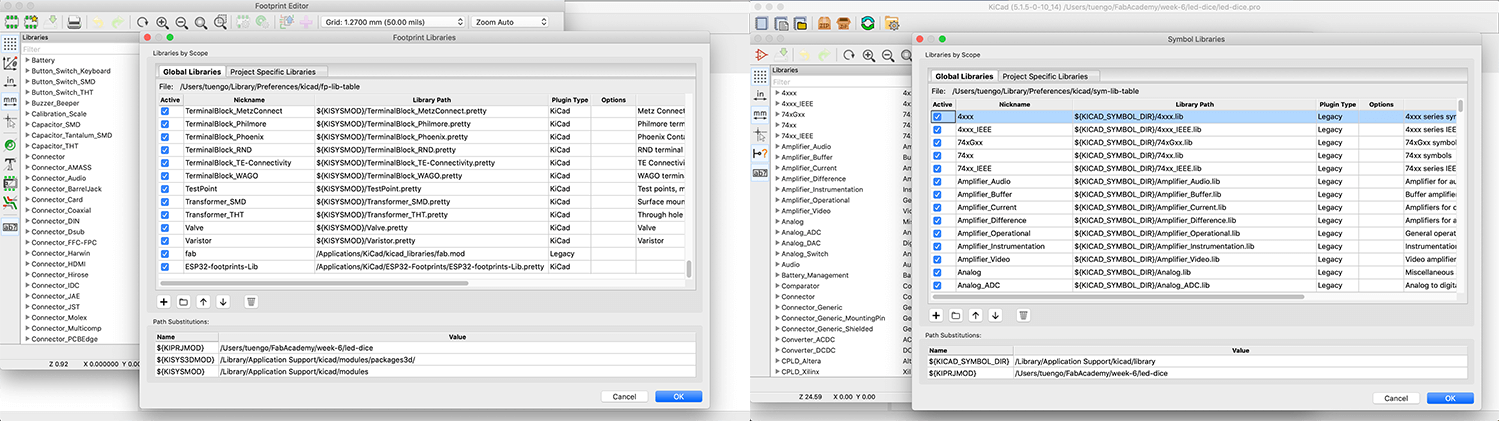 Footprint Editor
Grid: 1.2700 mm (50.00 mils)
Zoom Auto
Libraries
Filter
Battery
Button_Switch_Keyboard
Button_Switch_SMD
Button_Switch_THT
Buzzer_Beeper
Calibration_Scale
Capacitor_SMD
Capacitor_Tantalum_SMD
Capacitor_THT
Connector
Connector_AMASS
Connector_Audio
Connector_BarrelJack
Connector_Card
Connector_Coaxial
Connector_DIN
Connector_Dsub
Connector_FFC-FPC
Connector_Harwin
Connector_HDMI
Connector_Hirose
Connector_IDC
Connector_JAE
Connector_JST
Connector_Molex
Connector_Multicomp
Connector_PCBEdge
in
mm
ab?
Z 0.92 X 0.000000 Y 0.00
Footprint Libraries
Libraries by Scope
Global Libraries Project Specific Libraries
File: /Users/tuengo/Library/Preferences/kicad/fp-lib-table
Active Nickname Library Path Plugin Type Options
TerminalBlock_MetzConnect ${KISYSMOD}/TerminalBlock_MetzConnect.pretty KiCad Metz Connect
TerminalBlock_Philmore ${KISYSMOD}/TerminalBlock_Philmore.pretty KiCad Philmore term
TerminalBlock_Phoenix ${KISYSMOD}/TerminalBlock_Phoenix.pretty KiCad Phoenix Conta
TerminalBlock_RND ${KISYSMOD}/TerminalBlock_RND.pretty KiCad RND terminal
TerminalBlock_TE-Connectivity ${KISYSMOD}/TerminalBlock_TE-Connectivity.pretty KiCad TE Connectivity
TerminalBlock_WAGO ${KISYSMOD}/TerminalBlock_WAGO.pretty KiCad WAGO termin
TestPoint ${KISYSMOD}/TestPoint.pretty KiCad Test points, m
Transformer_SMD ${KISYSMOD}/Transformer_SMD.pretty KiCad Surface moun
Transformer_THT ${KISYSMOD}/Transformer_THT.pretty KiCad Through hole
Valve ${KISYSMOD}/Valve.pretty KiCad Valve
Varistor ${KISYSMOD}/Varistor.pretty KiCad Varistor
fab /Applications/KiCad/kicad_libraries/fab.mod Legacy
ESP32-footprints-Lib /Applications/KiCad/ESP32-Footprints/ESP32-footprints-Lib.pretty KiCad
Path Substitutions:
Name Value
${KIPRJMOD} /Users/tuengo/FabAcademy/week-6/led-dice
${KISYS3DMOD} /Library/Application Support/kicad/modules/packages3d/
${KISYSMOD} /Library/Application Support/kicad/modules
Cancel OK
KiCad (5.1.5-0-10_14) /Users/tuengo/FabAcademy/week-6/led-dice/led-dice.pro
Libraries
Filter
4xxx
4xxx_IEEE
74xGxx
74xx
74xx_IEEE
Amplifier_Audio
Amplifier_Buffer
Amplifier_Current
Amplifier_Difference
Amplifier_Instrumentation
Amplifier_Operational
Amplifier_Video
Analog
Analog_ADC
Analog_DAC
Analog_Switch
Audio
Battery_Management
Comparator
Connector
Connector_Generic
Connector_Generic_MountingPin
Connector_Generic_Shielded
Converter_ACDC
Converter_DCDC
CPLD_Altera
CPLD_Xilinx
in
mm
ab?
Z 24.59 X 0.00 Y 0.00
Symbol Libraries
Libraries by Scope
Global Libraries Project Specific Libraries
File: /Users/tuengo/Library/Preferences/kicad/sym-lib-table
Active Nickname Library Path Plugin Type Options
4xxx ${KICAD_SYMBOL_DIR}/4xxx.lib Legacy 4xxx series sym
4xxx_IEEE ${KICAD_SYMBOL_DIR}/4xxx_IEEE.lib Legacy 4xxx series IEE
74xGxx ${KICAD_SYMBOL_DIR}/74xGxx.lib Legacy 74xGxx symbol
74xx ${KICAD_SYMBOL_DIR}/74xx.lib Legacy 74xx symbols
74xx_IEEE ${KICAD_SYMBOL_DIR}/74xx_IEEE.lib Legacy 74xx series IEE
Amplifier_Audio ${KICAD_SYMBOL_DIR}/Amplifier_Audio.lib Legacy Amplifier for au
Amplifier_Buffer ${KICAD_SYMBOL_DIR}/Amplifier_Buffer.lib Legacy Buffer amplifier
Amplifier_Current ${KICAD_SYMBOL_DIR}/Amplifier_Current.lib Legacy Amplifiers for c
Amplifier_Difference ${KICAD_SYMBOL_DIR}/Amplifier_Difference.lib Legacy Amplifiers for a
Amplifier_Operational ${KICAD_SYMBOL_DIR}/Amplifier_Operational.lib Legacy General operati
Amplifier_Instrumentation ${KICAD_SYMBOL_DIR}/Amplifier_Instrumentation.lib Legacy Instrumentation
Amplifier_Video ${KICAD_SYMBOL_DIR}/Amplifier_Video.lib Legacy Video amplifier
Analog ${KICAD_SYMBOL_DIR}/Analog.lib Legacy Miscellaneous
Analog_ADC ${KICAD_SYMBOL_DIR}/Analog_ADC.lib Legacy Analog to digita
Path Substitutions:
Name Value
${KICAD_SYMBOL_DIR} /Library/Application Support/kicad/library
${KIPRJMOD} /Users/tuengo/FabAcademy/week-6/led-dice
Cancel OK